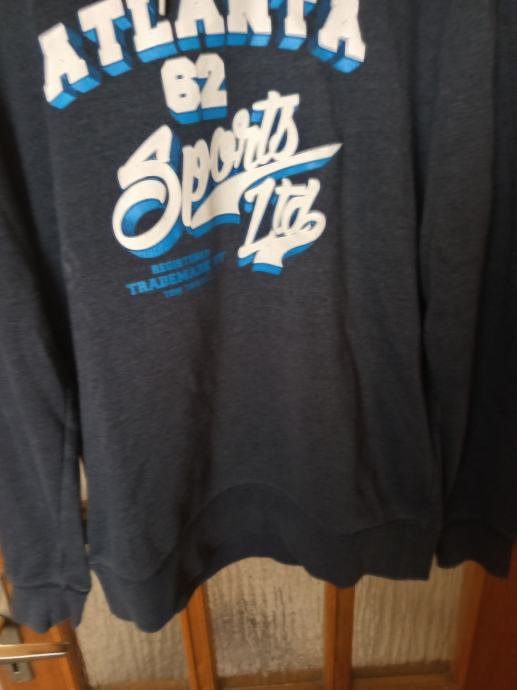 ATLANTA
62
Sports
Ltd
REGISTERED
TRADEMARK